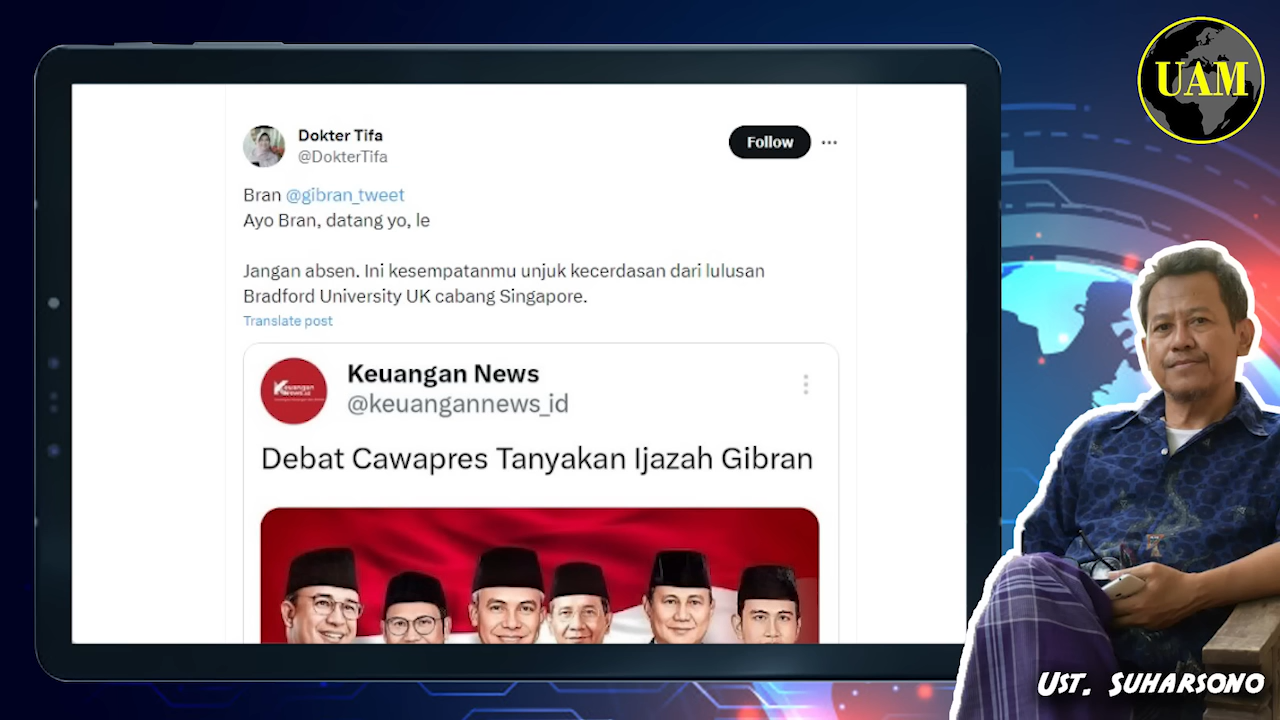 UAM
Dokter Tifa
@DokterTifa
Follow
Bran @gibran_tweet
Ayo Bran, datang yo, le
Jangan absen. Ini kesempatanmu unjuk kecerdasan dari lulusan
Bradford University UK cabang Singapore.
Translate post
Keuangan News
@keuangannews_id
Debat Cawapres Tanyakan Ijazah Gibran
Ust. Suharsono